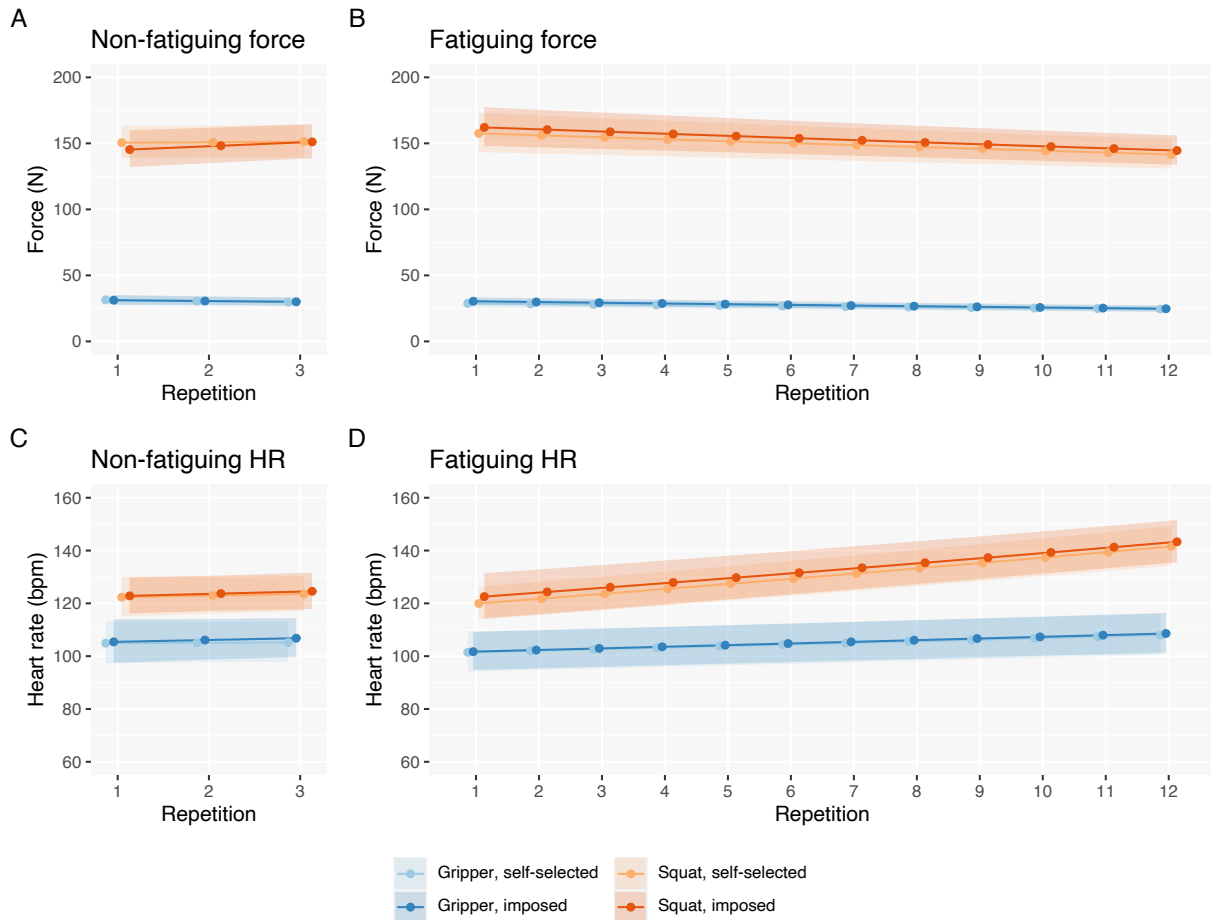 A
Non-fatiguing force
B
Fatiguing force
Force (N)
200
150
100
50
0
1 2 3
Repetition
Force (N)
200
150
100
50
0
1 2 3 4 5 6 7 8 9 10 11 12
Repetition
C
Non-fatiguing HR
D
Fatiguing HR
Heart rate (bpm)
160
140
120
100
80
60
1 2 3
Repetition
Heart rate (bpm)
160
140
120
100
80
60
1 2 3 4 5 6 7 8 9 10 11 12
Repetition
Gripper, self-selected
Squat, self-selected
Gripper, imposed
Squat, imposed